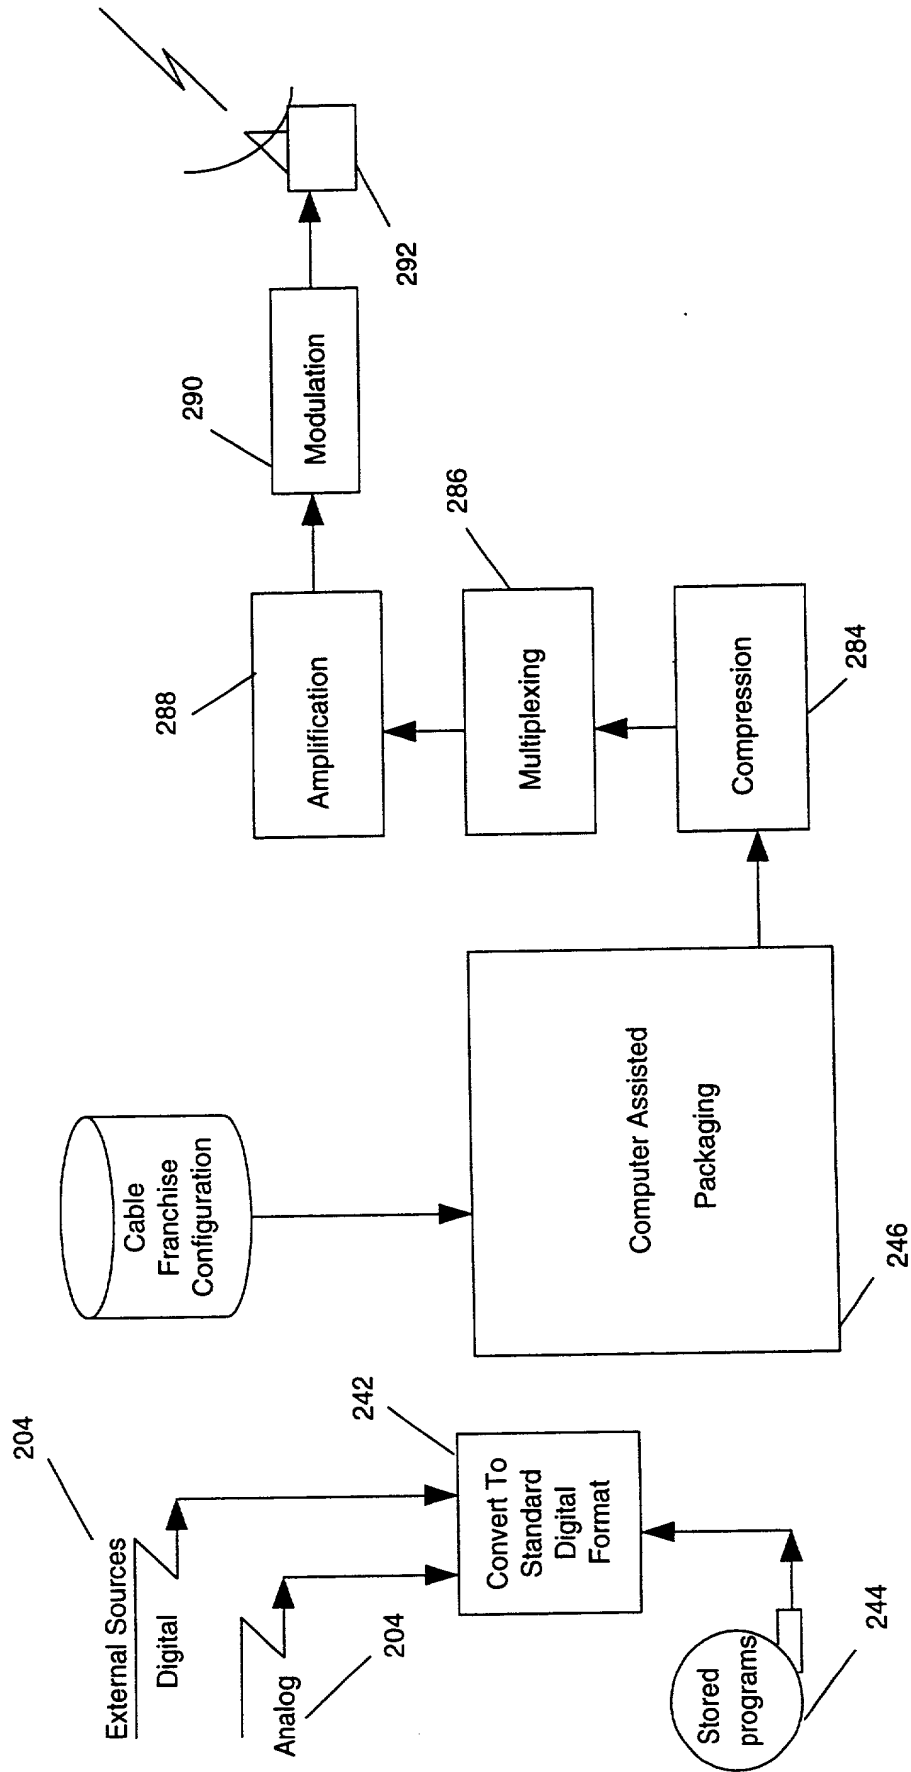 204
External Sources
Digital
Analog
204
Stored
programs
244
242
Convert To
Standard
Digital
Format
Cable
Franchise
Configuration
Computer Assisted
Packaging
246
Compression
284
Multiplexing
286
288
Amplification
290
Modulation
292